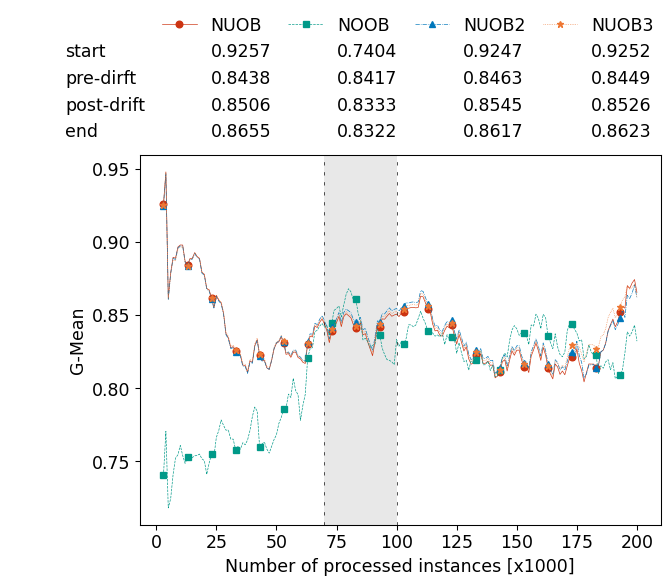 NUOB NOOB NUOB2 NUOB3
start 0.9257 0.7404 0.9247 0.9252
pre-dirft 0.8438 0.8417 0.8463 0.8449
post-drift 0.8506 0.8333 0.8545 0.8526
end 0.8655 0.8322 0.8617 0.8623
0.95
0.90
0.85
0.80
0.75
G-Mean
0 25 50 75 100 125 150 175 200
Number of processed instances [x1000]